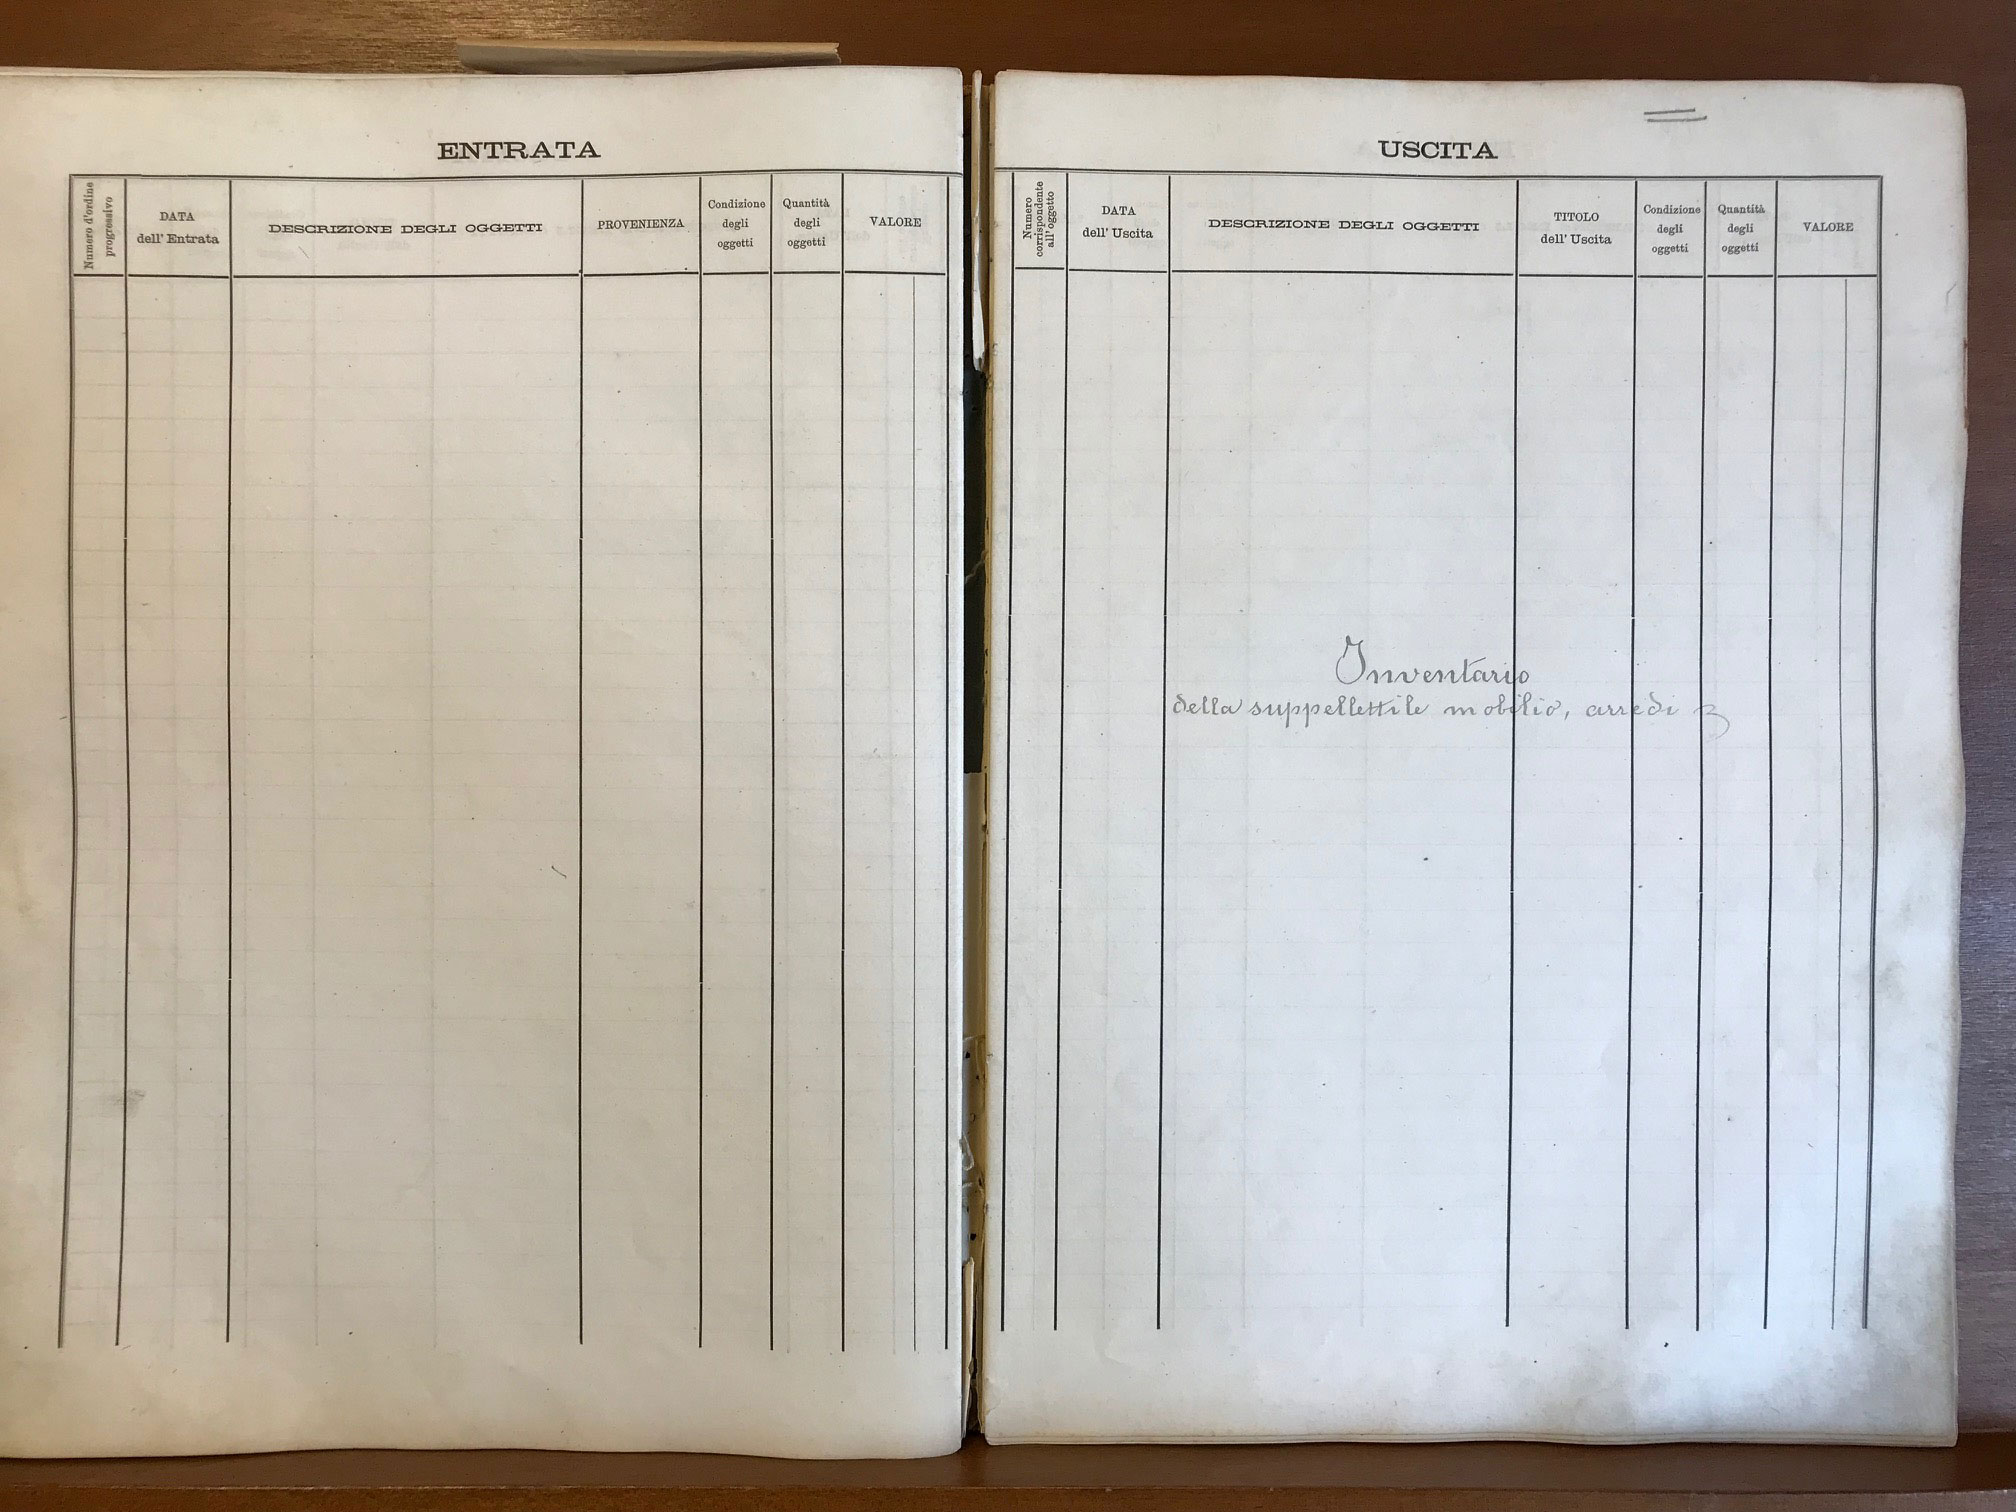 ENTRATA
Numero d'ordine
progressivo
DATA
dell' Entrata
DESCRIZIONE DEGLI OGGETTI
PROVENIENZA
Condizione
degli
oggetti
Quantità
degli
oggetti
VALORE
USCITA
Numero
corrispondente
all' oggetto
DATA
dell' Uscita
DESCRIZIONE DEGLI OGGETTI
TITOLO
dell' Uscita
Condizione
degli
oggetti
Quantità
degli
oggetti
VALORE
Inventario
della suppellettile mobilio, arredi